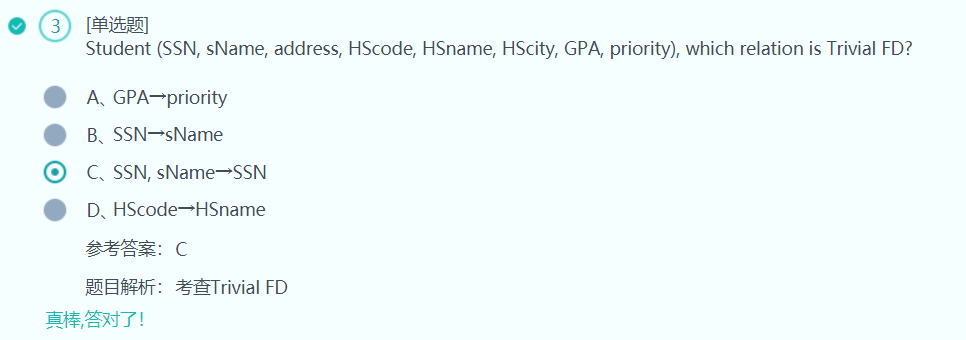 3 [单选题]
Student (SSN, sName, address, HScode, HSname, HScity, GPA, priority), which relation is Trivial FD?
A、GPA→priority
B、SSN→sName
C、SSN, sName→SSN
D、HScode→HSname
参考答案： C
题目解析： 考查Trivial FD
真棒,答对了！